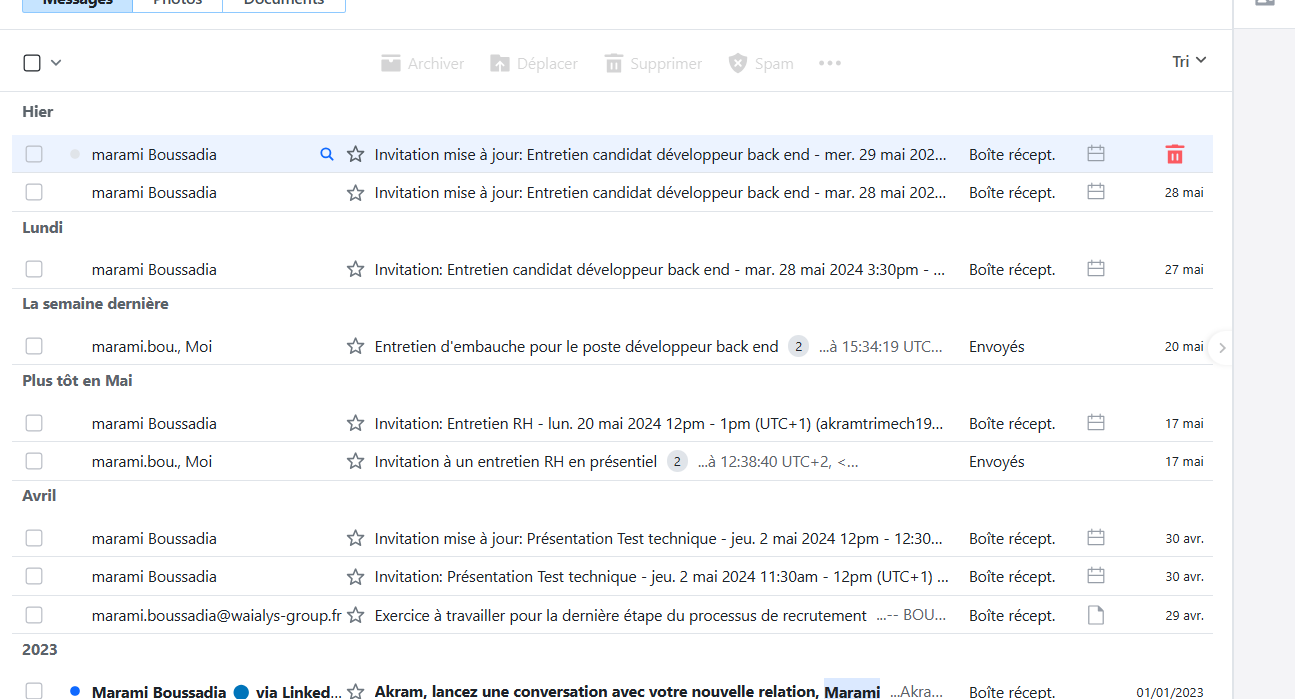 Messages Photos Documents
Archiver Déplacer Supprimer Spam ••• Tri
Hier
marami Boussadia Invitation mise à jour: Entretien candidat développeur back end - mer. 29 mai 202... Boîte récept.
marami Boussadia Invitation mise à jour: Entretien candidat développeur back end - mar. 28 mai 202... Boîte récept. 28 mai
Lundi
marami Boussadia Invitation: Entretien candidat développeur back end - mar. 28 mai 2024 3:30pm - ... Boîte récept. 27 mai
La semaine dernière
marami.bou., Moi Entretien d'embauche pour le poste développeur back end 2 ...à 15:34:19 UTC... Envoyés 20 mai
Plus tôt en Mai
marami Boussadia Invitation: Entretien RH - lun. 20 mai 2024 12pm - 1pm (UTC+1) (akramtrimech19... Boîte récept. 17 mai
marami.bou., Moi Invitation à un entretien RH en présentiel 2 ...à 12:38:40 UTC+2, <... Envoyés 17 mai
Avril
marami Boussadia Invitation mise à jour: Présentation Test technique - jeu. 2 mai 2024 12pm - 12:30... Boîte récept. 30 avr.
marami Boussadia Invitation: Présentation Test technique - jeu. 2 mai 2024 11:30am - 12pm (UTC+1) ... Boîte récept. 30 avr.
marami.boussadia@waialys-group.fr Exercice à travailler pour la dernière étape du processus de recrutement ...-- BOU... Boîte récept. 29 avr.
2023
Marami Boussadia via Linked... Akram, lancez une conversation avec votre nouvelle relation, Marami ...Akra... Boîte récept. 01/01/2023